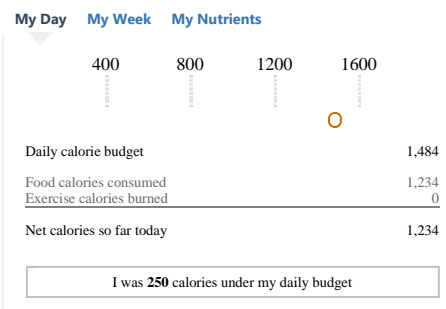 My Day My Week My Nutrients
400 800 1200 1600
Daily calorie budget 1,484
Food calories consumed 1,234
Exercise calories burned 0
Net calories so far today 1,234
I was 250 calories under my daily budget